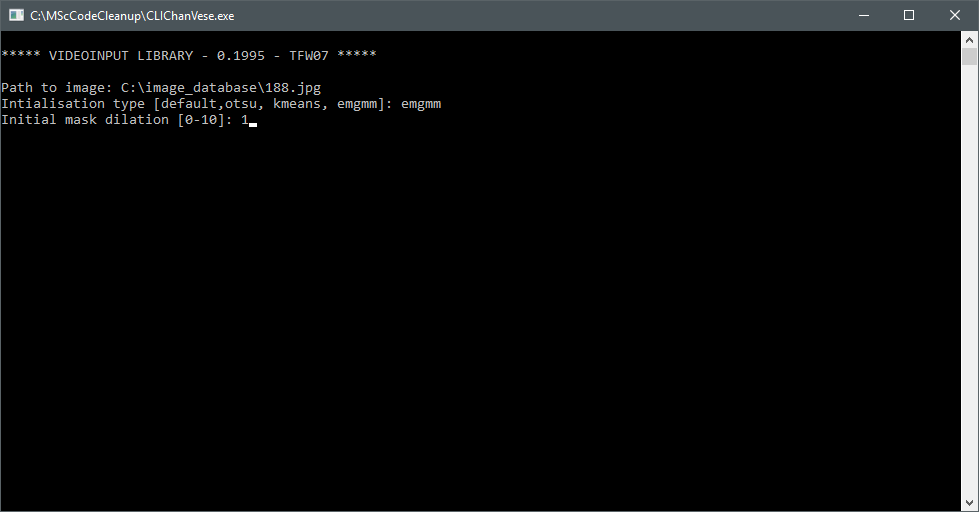 C:\MScCodeCleanup\CLIChanVese.exe
***** VIDEOINPUT LIBRARY - 0.1995 - TFW07 *****
Path to image: C:\image_database\188.jpg
Intialisation type [default,otsu, kmeans, emgmm]: emgmm
Initial mask dilation [0-10]: 1